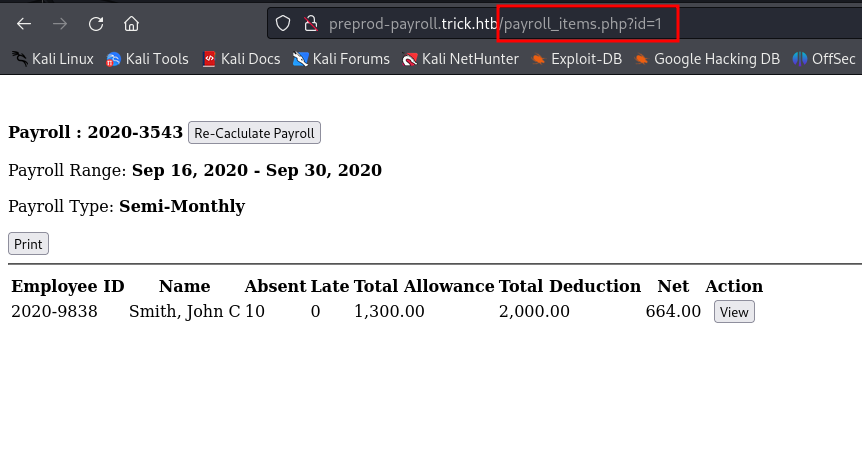 preprod-payroll.trick.htb/payroll_items.php?id=1
Kali Linux Kali Tools Kali Docs Kali Forums Kali NetHunter Exploit-DB Google Hacking DB OffSec
Payroll : 2020-3543 Re-Caclulate Payroll
Payroll Range: Sep 16, 2020 - Sep 30, 2020
Payroll Type: Semi-Monthly
Print
Employee ID Name Absent Late Total Allowance Total Deduction Net Action
2020-9838 Smith, John C 10 0 1,300.00 2,000.00 664.00 View